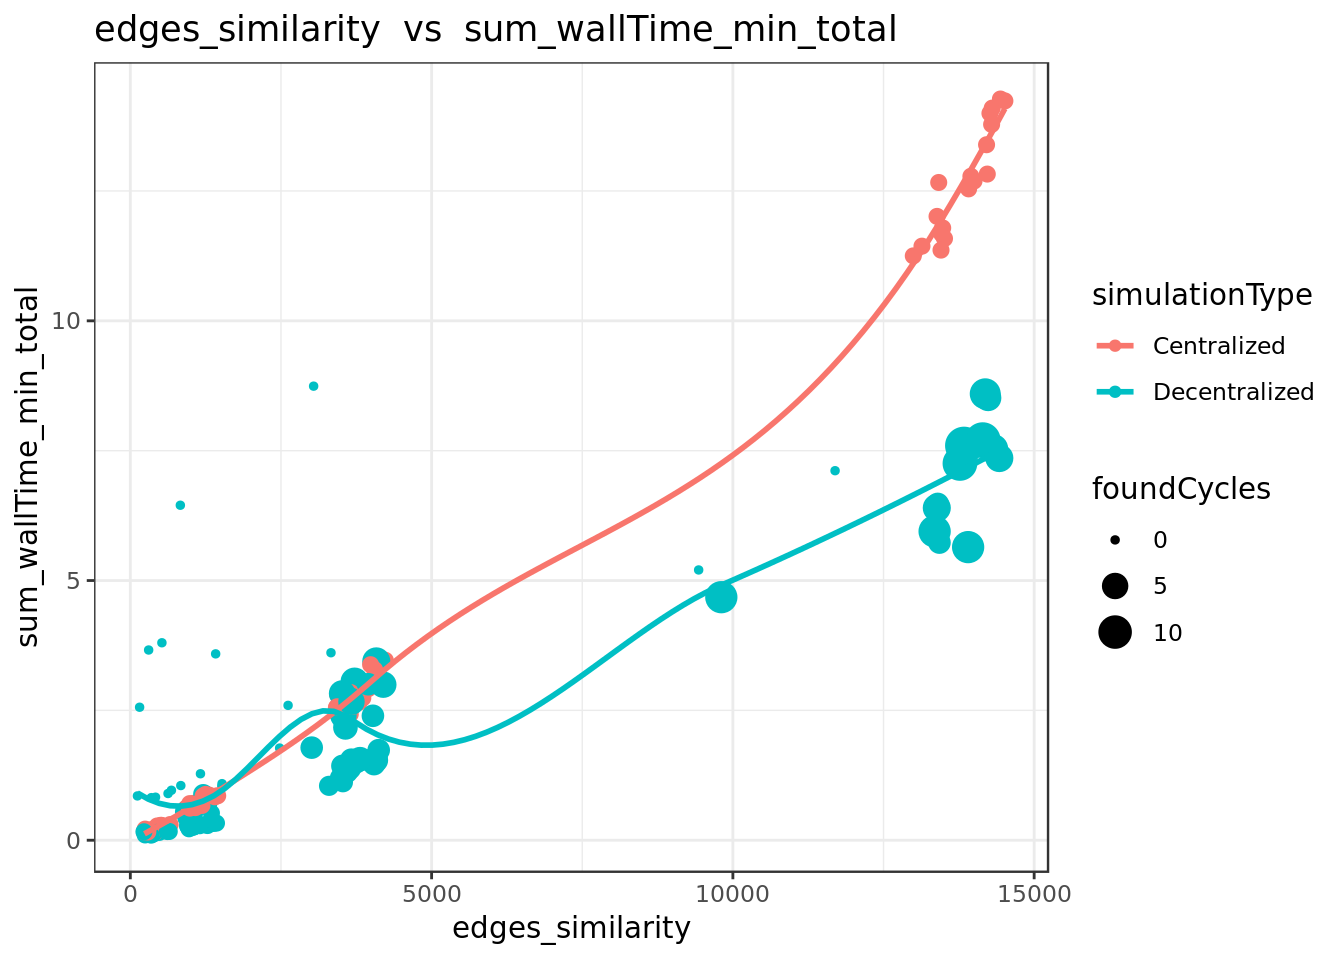 edges_similarity  vs  sum_wallTime_min_total
sum_wallTime_min_total
10
5
0
0
5000
10000
15000
edges_similarity
simulationType
Centralized
Decentralized
foundCycles
0
5
10